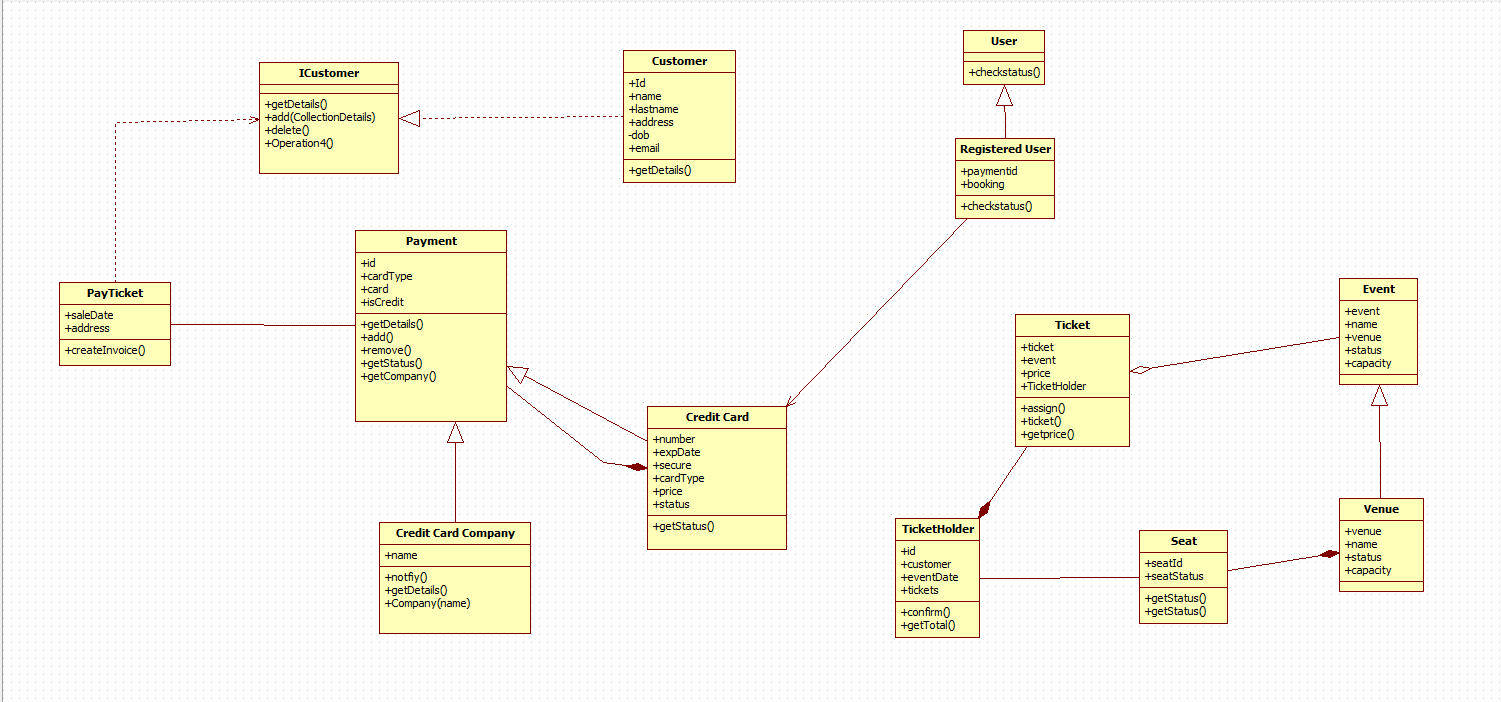 ICustomer
+getDetails()
+add(CollectionDetails)
+delete()
+Operation4()
Customer
+Id
+name
+lastname
+address
-dob
+email
+getDetails()
User
+checkstatus()
Registered User
+paymentid
+booking
+checkstatus()
PayTicket
+saleDate
+address
+createInvoice()
Payment
+id
+cardType
+card
+isCredit
+getDetails()
+add()
+remove()
+getStatus()
+getCompany()
Credit Card
+number
+expDate
+secure
+cardType
+price
+status
+getStatus()
Credit Card Company
+name
+notfiy()
+getDetails()
+Company(name)
Ticket
+ticket
+event
+price
+TicketHolder
+assign()
+ticket()
+getprice()
Event
+event
+name
+venue
+status
+capacity
TicketHolder
+id
+customer
+eventDate
+tickets
+confirm()
+getTotal()
Seat
+seatId
+seatStatus
+getStatus()
+getStatus()
Venue
+venue
+name
+status
+capacity